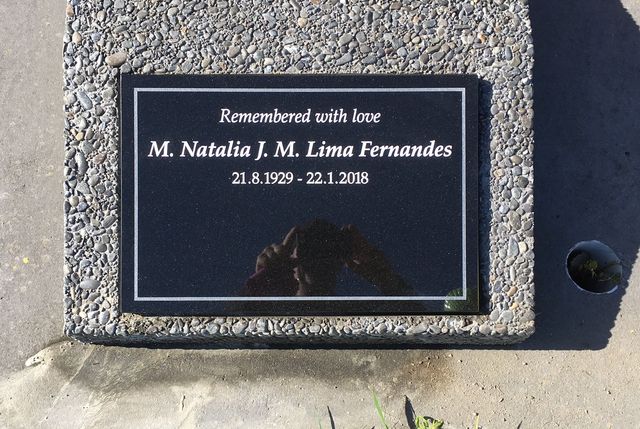 Remembered with love
M. Natalia J. M. Lima Fernandes
21.8.1929 - 22.1.2018